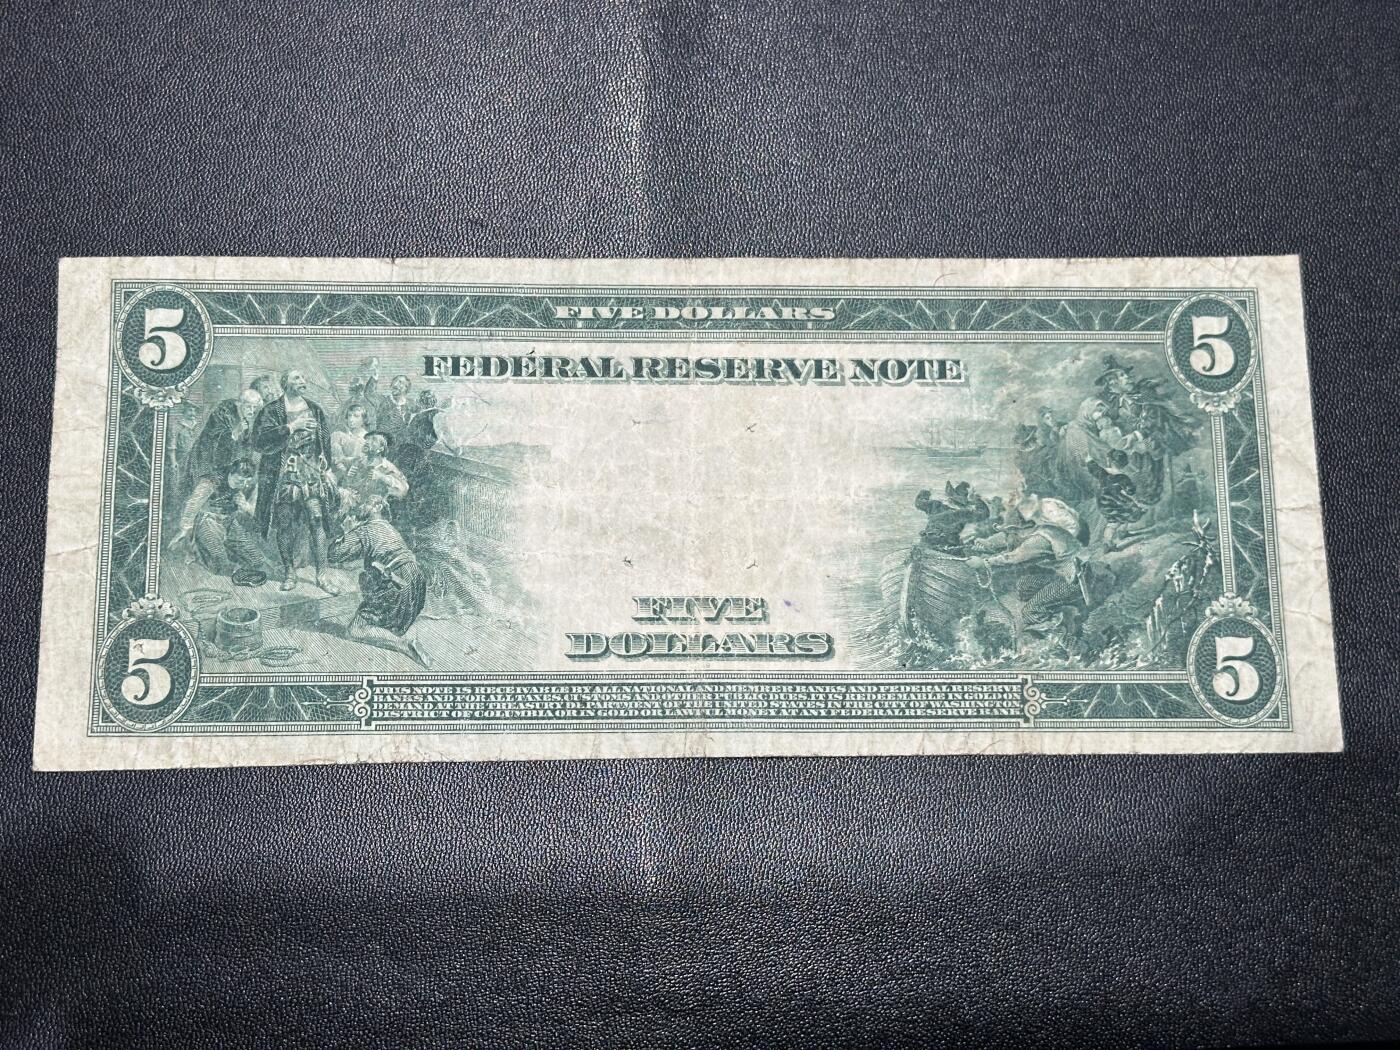 5 FIVE DOLLARS 5
FEDERAL RESERVE NOTE
FIVE
DOLLARS
5 5
THIS NOTE IS RECEIVABLE BY ALL NATIONAL AND MEMBER BANKS AND FEDERAL RESERVE
BANKS AND FOR ALL TAXES, CUSTOMS AND OTHER PUBLIC DUES. IT IS REDEEMABLE IN GOLD ON
DEMAND AT THE TREASURY DEPARTMENT OF THE UNITED STATES IN THE CITY OF WASHINGTON,
DISTRICT OF COLUMBIA OR IN GOLD OR LAWFUL MONEY AT ANY FEDERAL RESERVE BANK.